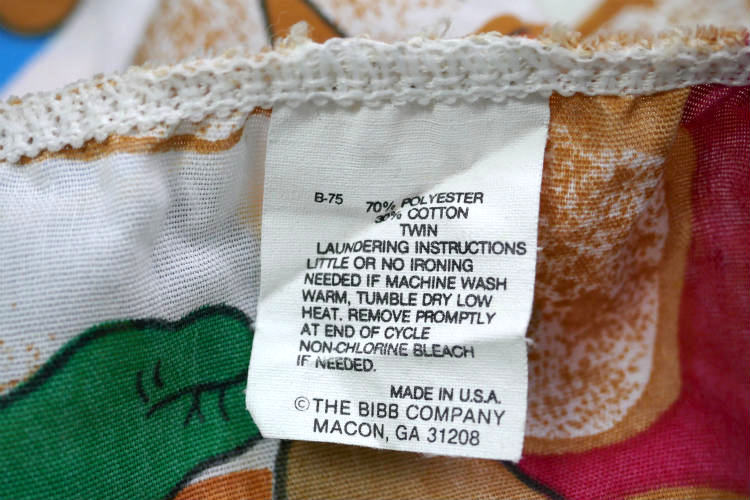 B-75 70% POLYESTER
30% COTTON
TWIN
LAUNDERING INSTRUCTIONS
LITTLE OR NO IRONING
NEEDED IF MACHINE WASH
WARM, TUMBLE DRY LOW
HEAT. REMOVE PROMPTLY
AT END OF CYCLE
NON-CHLORINE BLEACH
IF NEEDED.
MADE IN U.S.A.
© THE BIBB COMPANY
MACON, GA 31208